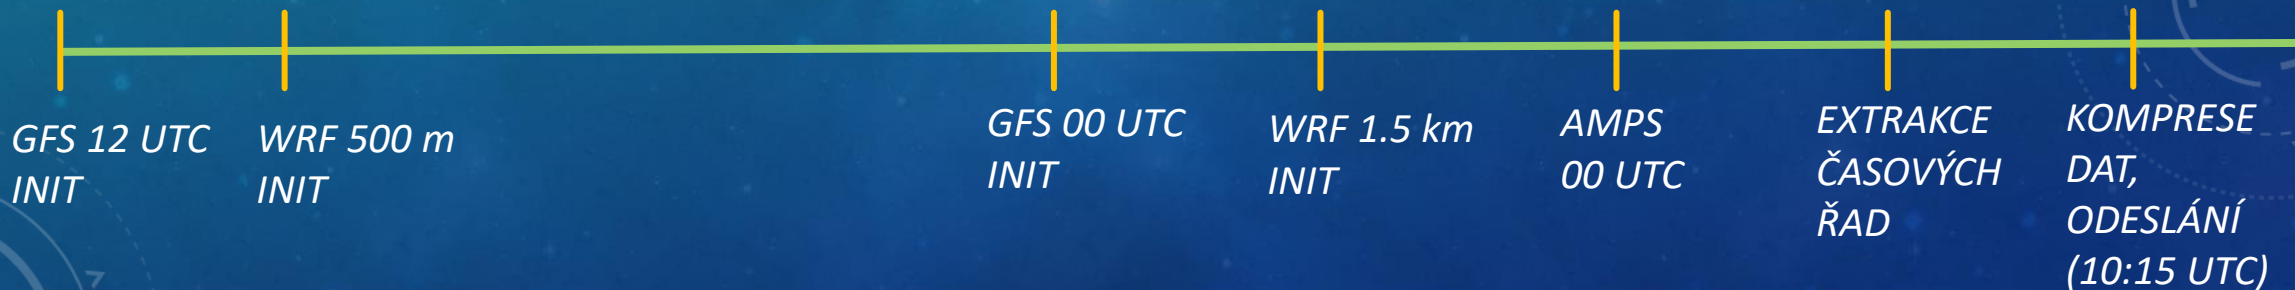 GFS 12 UTC
INIT
WRF 500 m
INIT
GFS 00 UTC
INIT
WRF 1.5 km
INIT
AMPS
00 UTC
EXTRAKCE
ČASOVÝCH
ŘAD
KOMPRESE
DAT,
ODESLÁNÍ
(10:15 UTC)